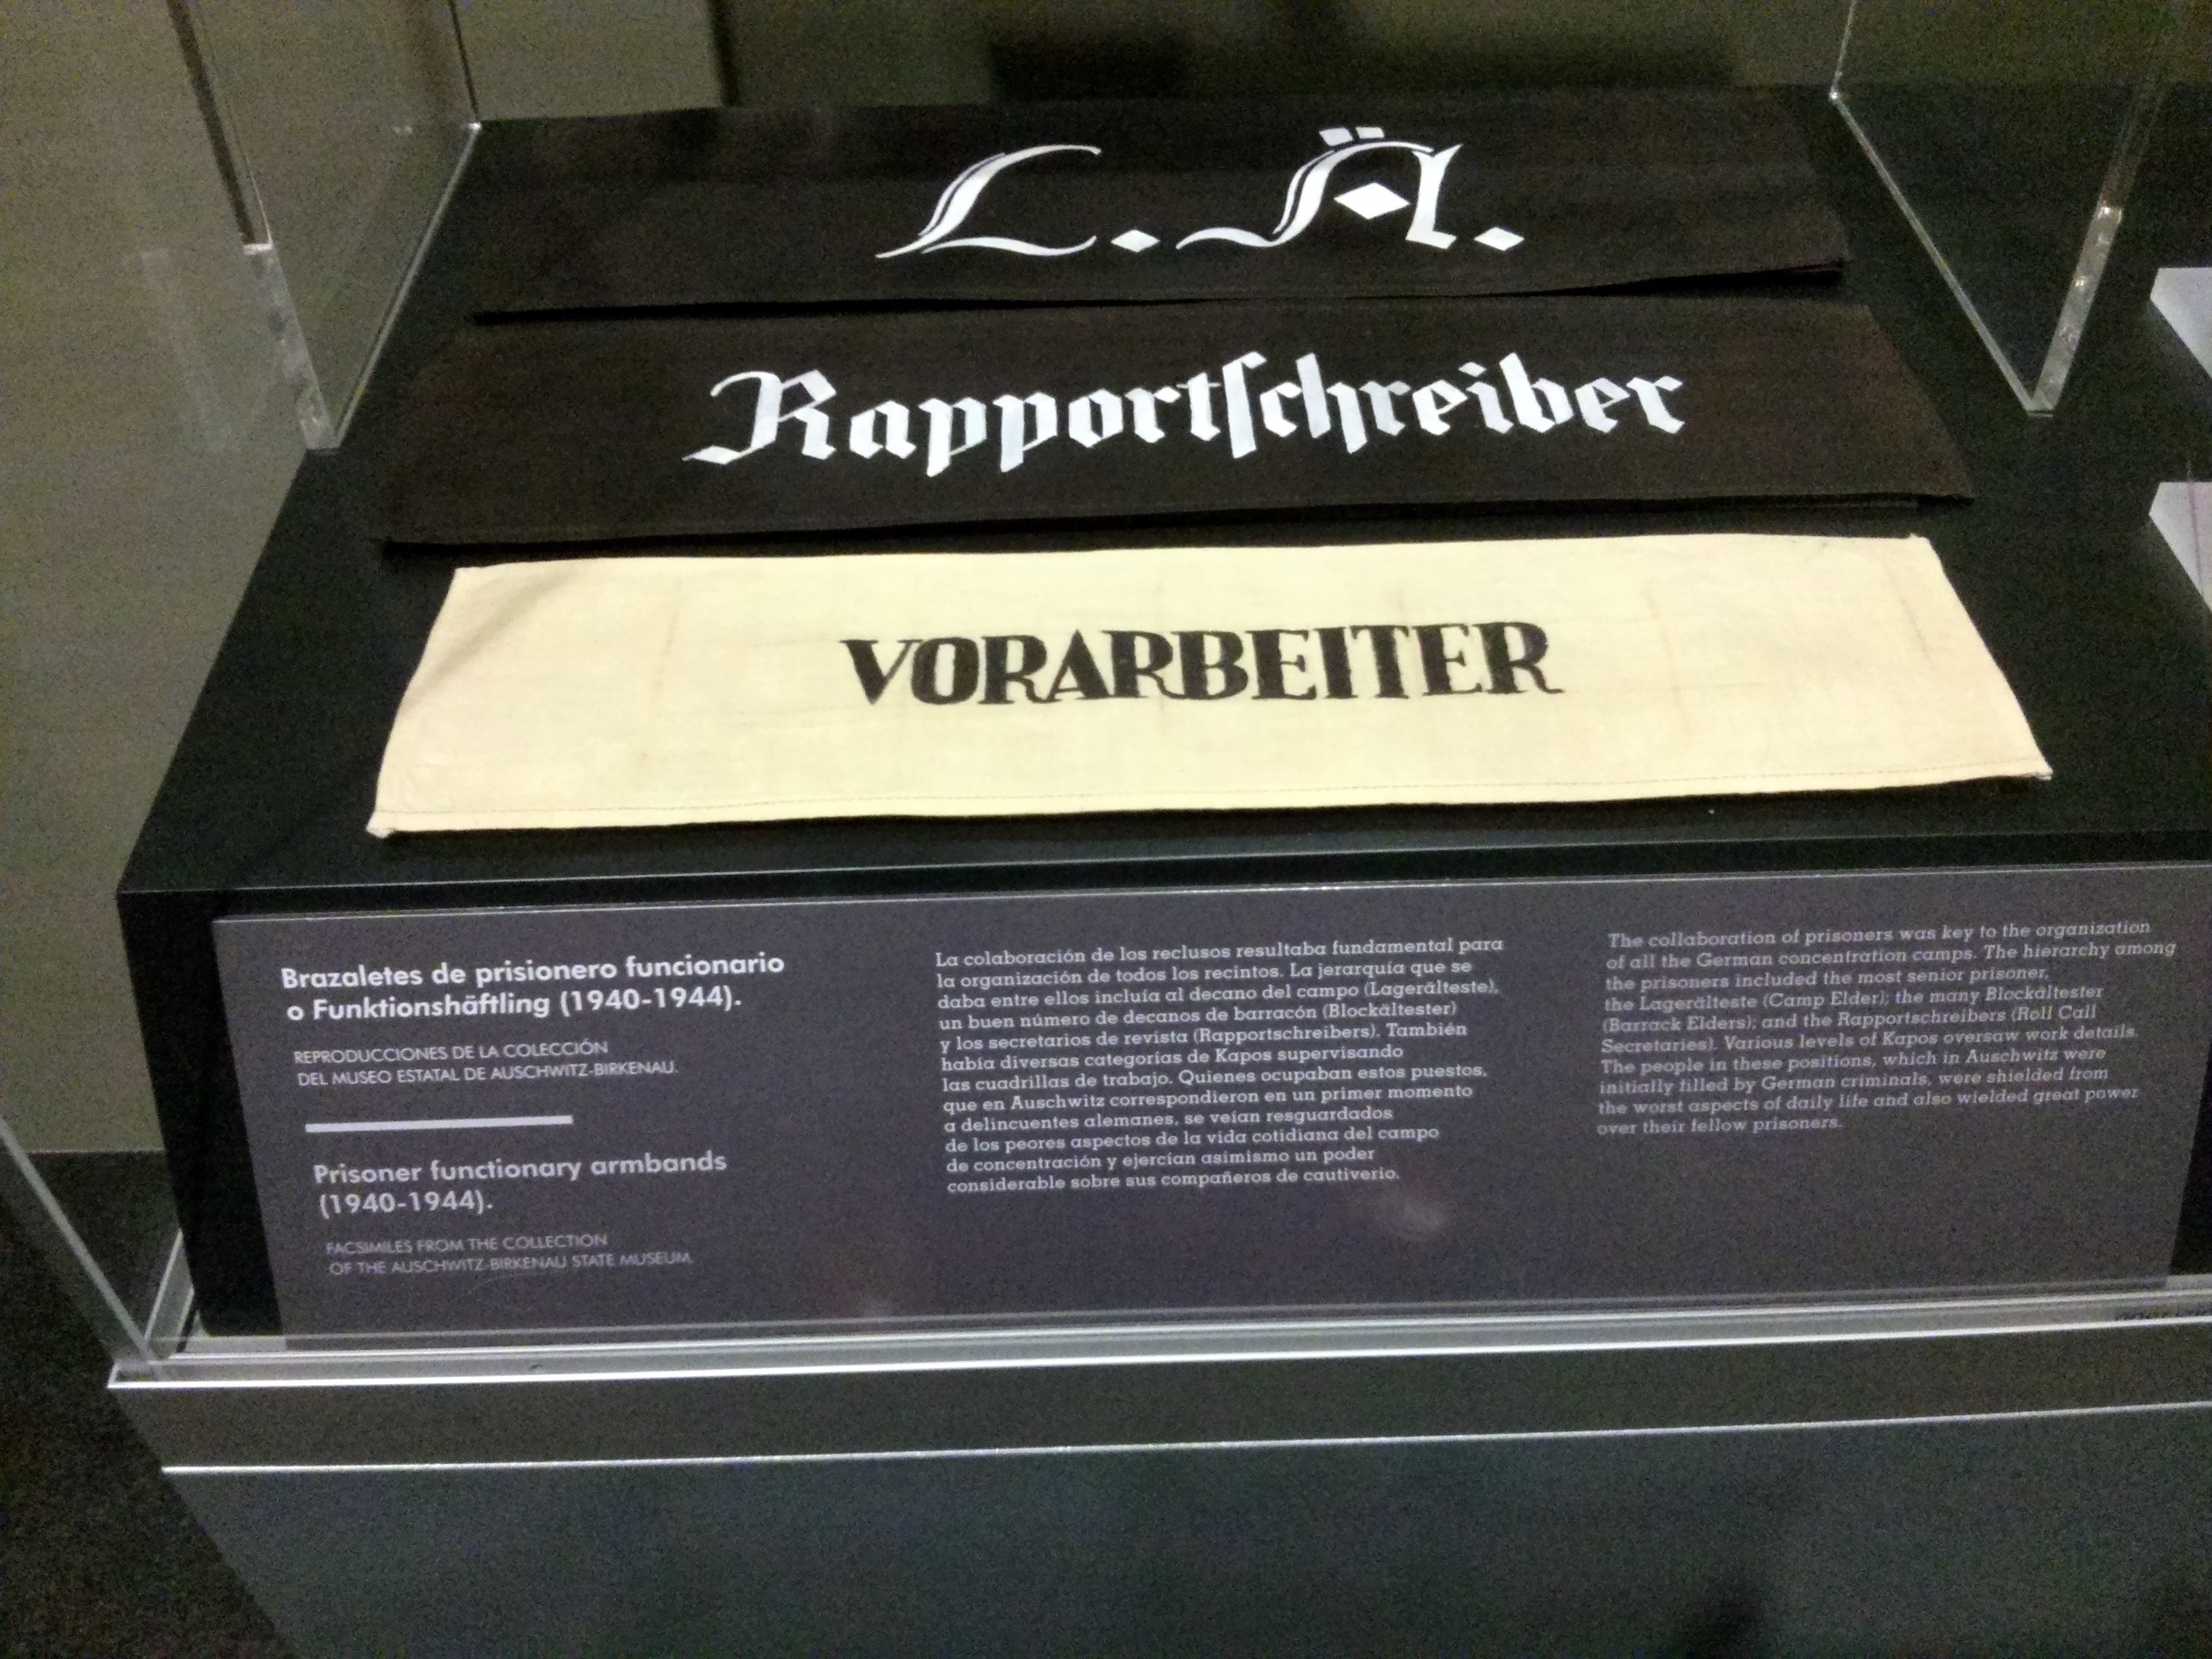 L. Ä.
Rapportſchreiber
VORARBEITER
Brazaletes de prisionero funcionario
o Funktionshäftling (1940-1944).
REPRODUCCIONES DE LA COLECCIÓN
DEL MUSEO ESTATAL DE AUSCHWITZ-BIRKENAU.
Prisoner functionary armbands
(1940-1944).
FACSIMILES FROM THE COLLECTION
OF THE AUSCHWITZ-BIRKENAU STATE MUSEUM.
La colaboración de los reclusos resultaba fundamental para
la organización de todos los recintos. La jerarquía que se
daba entre ellos incluía al decano del campo (Lagerälteste),
un buen número de decanos de barracón (Blockältester)
y los secretarios de revista (Rapportschreibers). También
había diversas categorías de Kapos supervisando
las cuadrillas de trabajo. Quienes ocupaban estos puestos,
que en Auschwitz correspondieron en un primer momento
a delincuentes alemanes, se veían resguardados
de los peores aspectos de la vida cotidiana del campo
de concentración y ejercían asimismo un poder
considerable sobre sus compañeros de cautiverio.
The collaboration of prisoners was key to the organization
of all the German concentration camps. The hierarchy among
the prisoners included the most senior prisoner,
the Lagerälteste (Camp Elder); the many Blockältester
(Barrack Elders); and the Rapportschreibers (Roll Call
Secretaries). Various levels of Kapos oversaw work details.
The people in these positions, which in Auschwitz were
initially filled by German criminals, were shielded from
the worst aspects of daily life and also wielded great power
over their fellow prisoners.